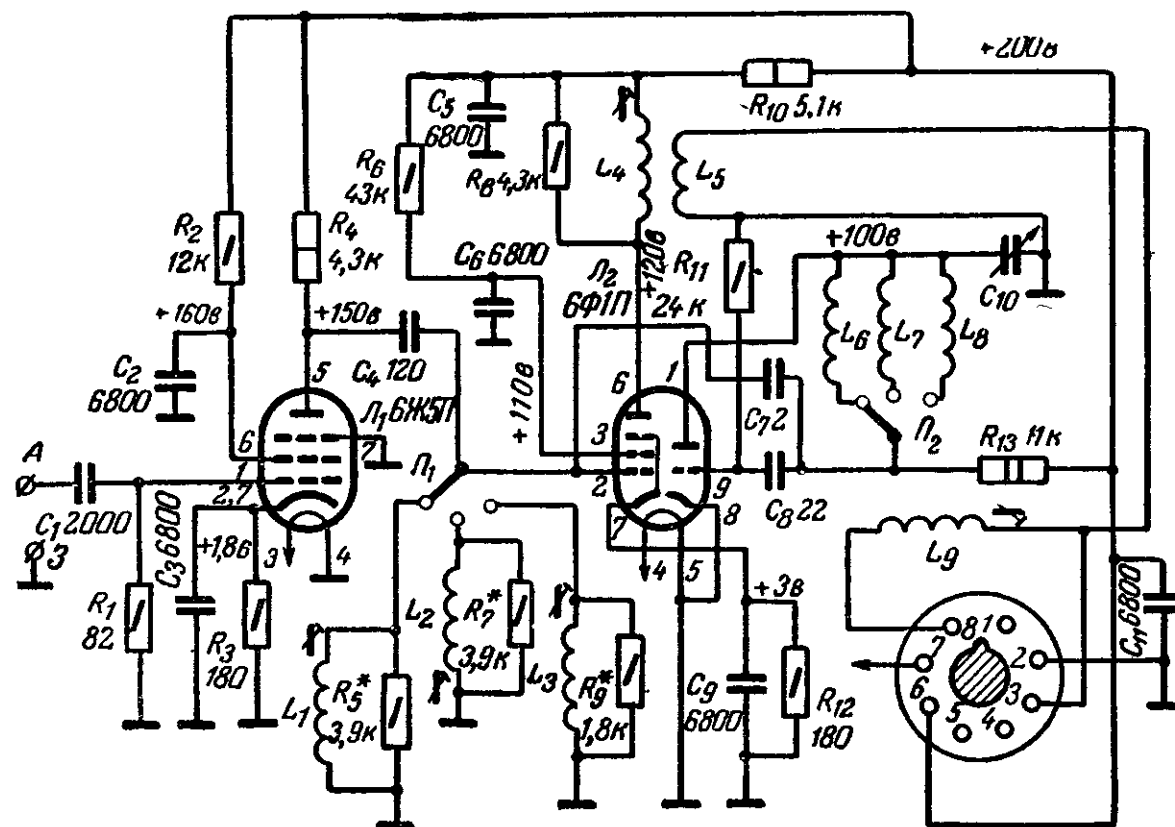 +200в
C5
6800
R10 5,1к
R6
43к
R8 4,3к
L4
L5
R2
12к
R4
4,3к
C6 6800
Л2
6Ф1П
+120в
R11
24к
+100в
C10
+160в
+150в
C4 120
C2
6800
5
Л1 6Ж5П
7
+110в
6
1
3
2
9
7
8
4
5
C7 2
C8 22
L6
L7
L8
П2
R13 11к
A
6
1
2,7
C1 2000
З
C3 6800
+1,8в
3
4
П1
R1
82
R3
180
L1
R5*
3,9к
L2
R7*
3,9к
L3
R9*
1,8к
+3в
C9
6800
R12
180
L9
C11 6800
8
1
7
2
6
3
5
4